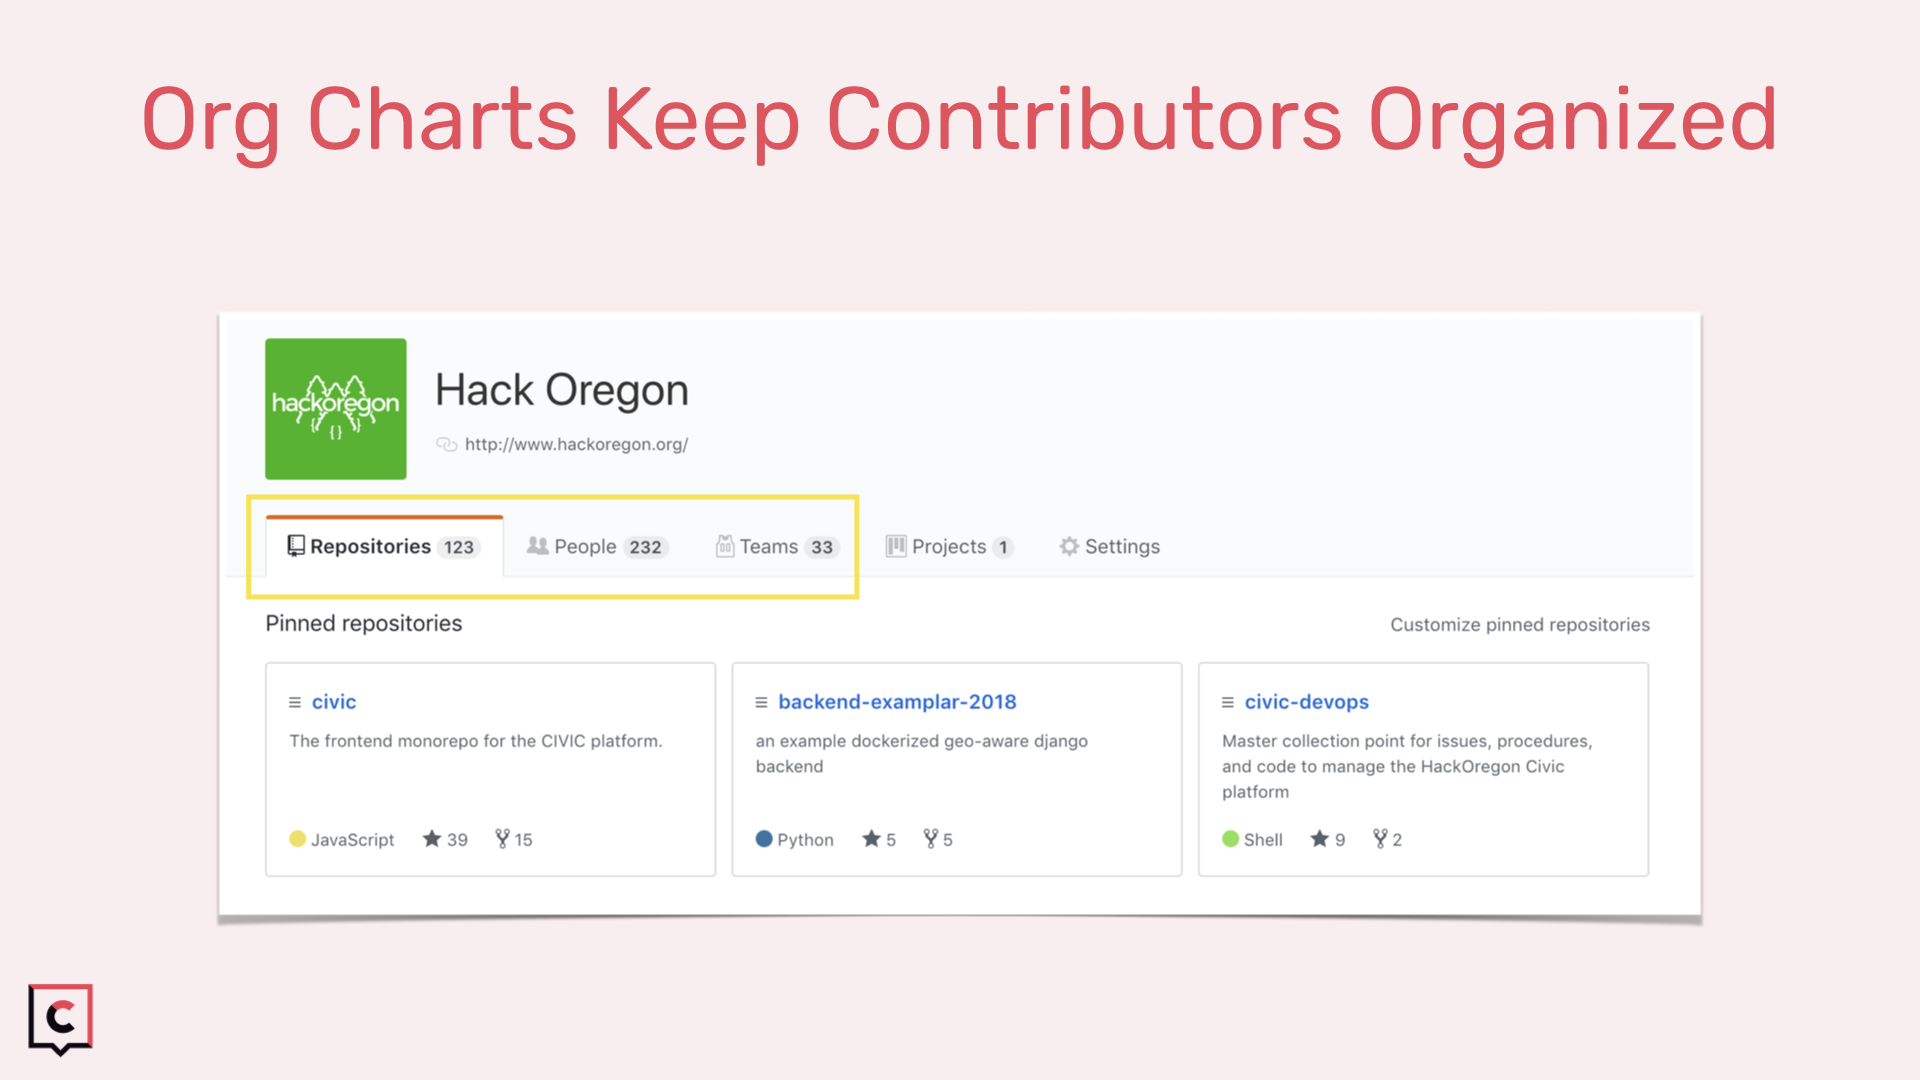 Org Charts Keep Contributors Organized
hackoregon
{ { } }
Hack Oregon
http://www.hackoregon.org/
Repositories 123 People 232 Teams 33 Projects 1 Settings
Pinned repositories Customize pinned repositories
civic
The frontend monorepo for the CIVIC platform.
JavaScript 39 15
backend-examplar-2018
an example dockerized geo-aware django
backend
Python 5 5
civic-devops
Master collection point for issues, procedures,
and code to manage the HackOregon Civic
platform
Shell 9 2
C